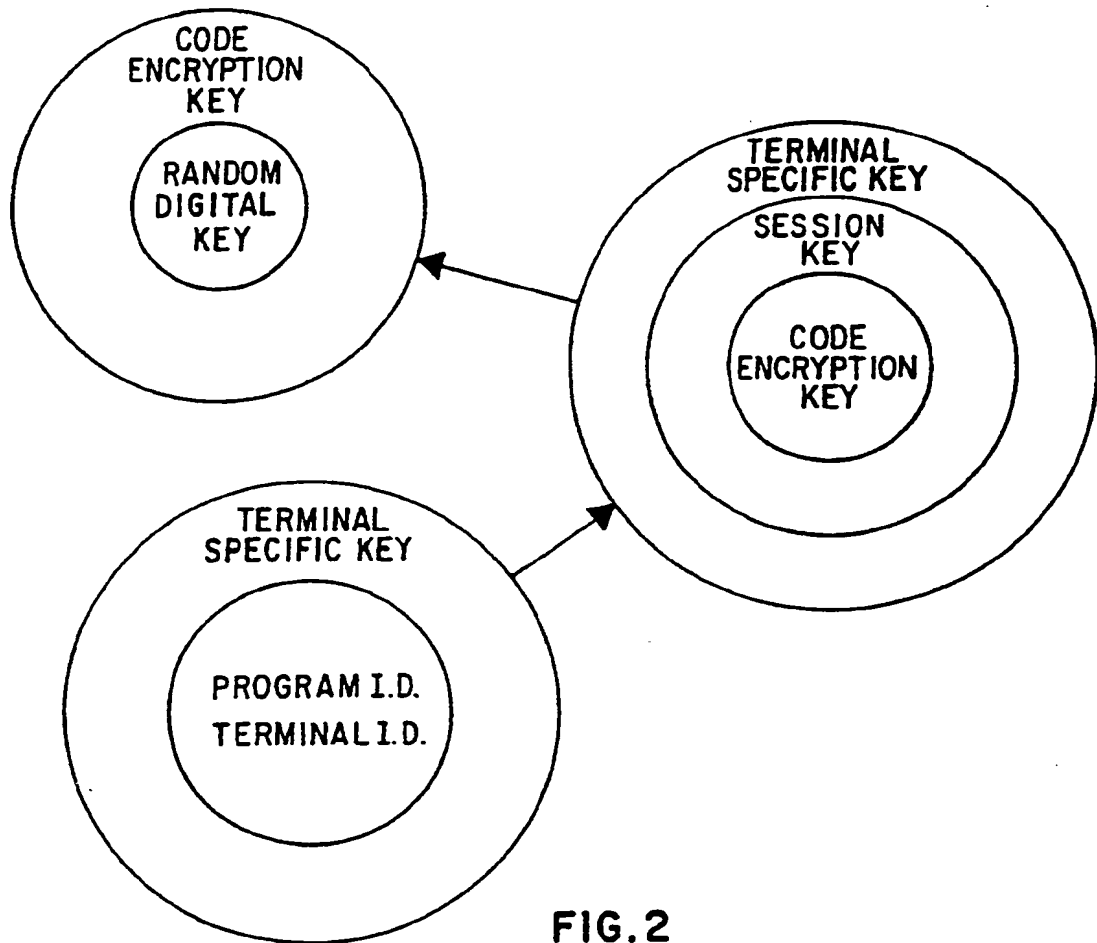 CODE
ENCRYPTION
KEY
RANDOM
DIGITAL
KEY
TERMINAL
SPECIFIC KEY
SESSION
KEY
CODE
ENCRYPTION
KEY
TERMINAL
SPECIFIC KEY
PROGRAM I.D.
TERMINAL I.D.
FIG.2